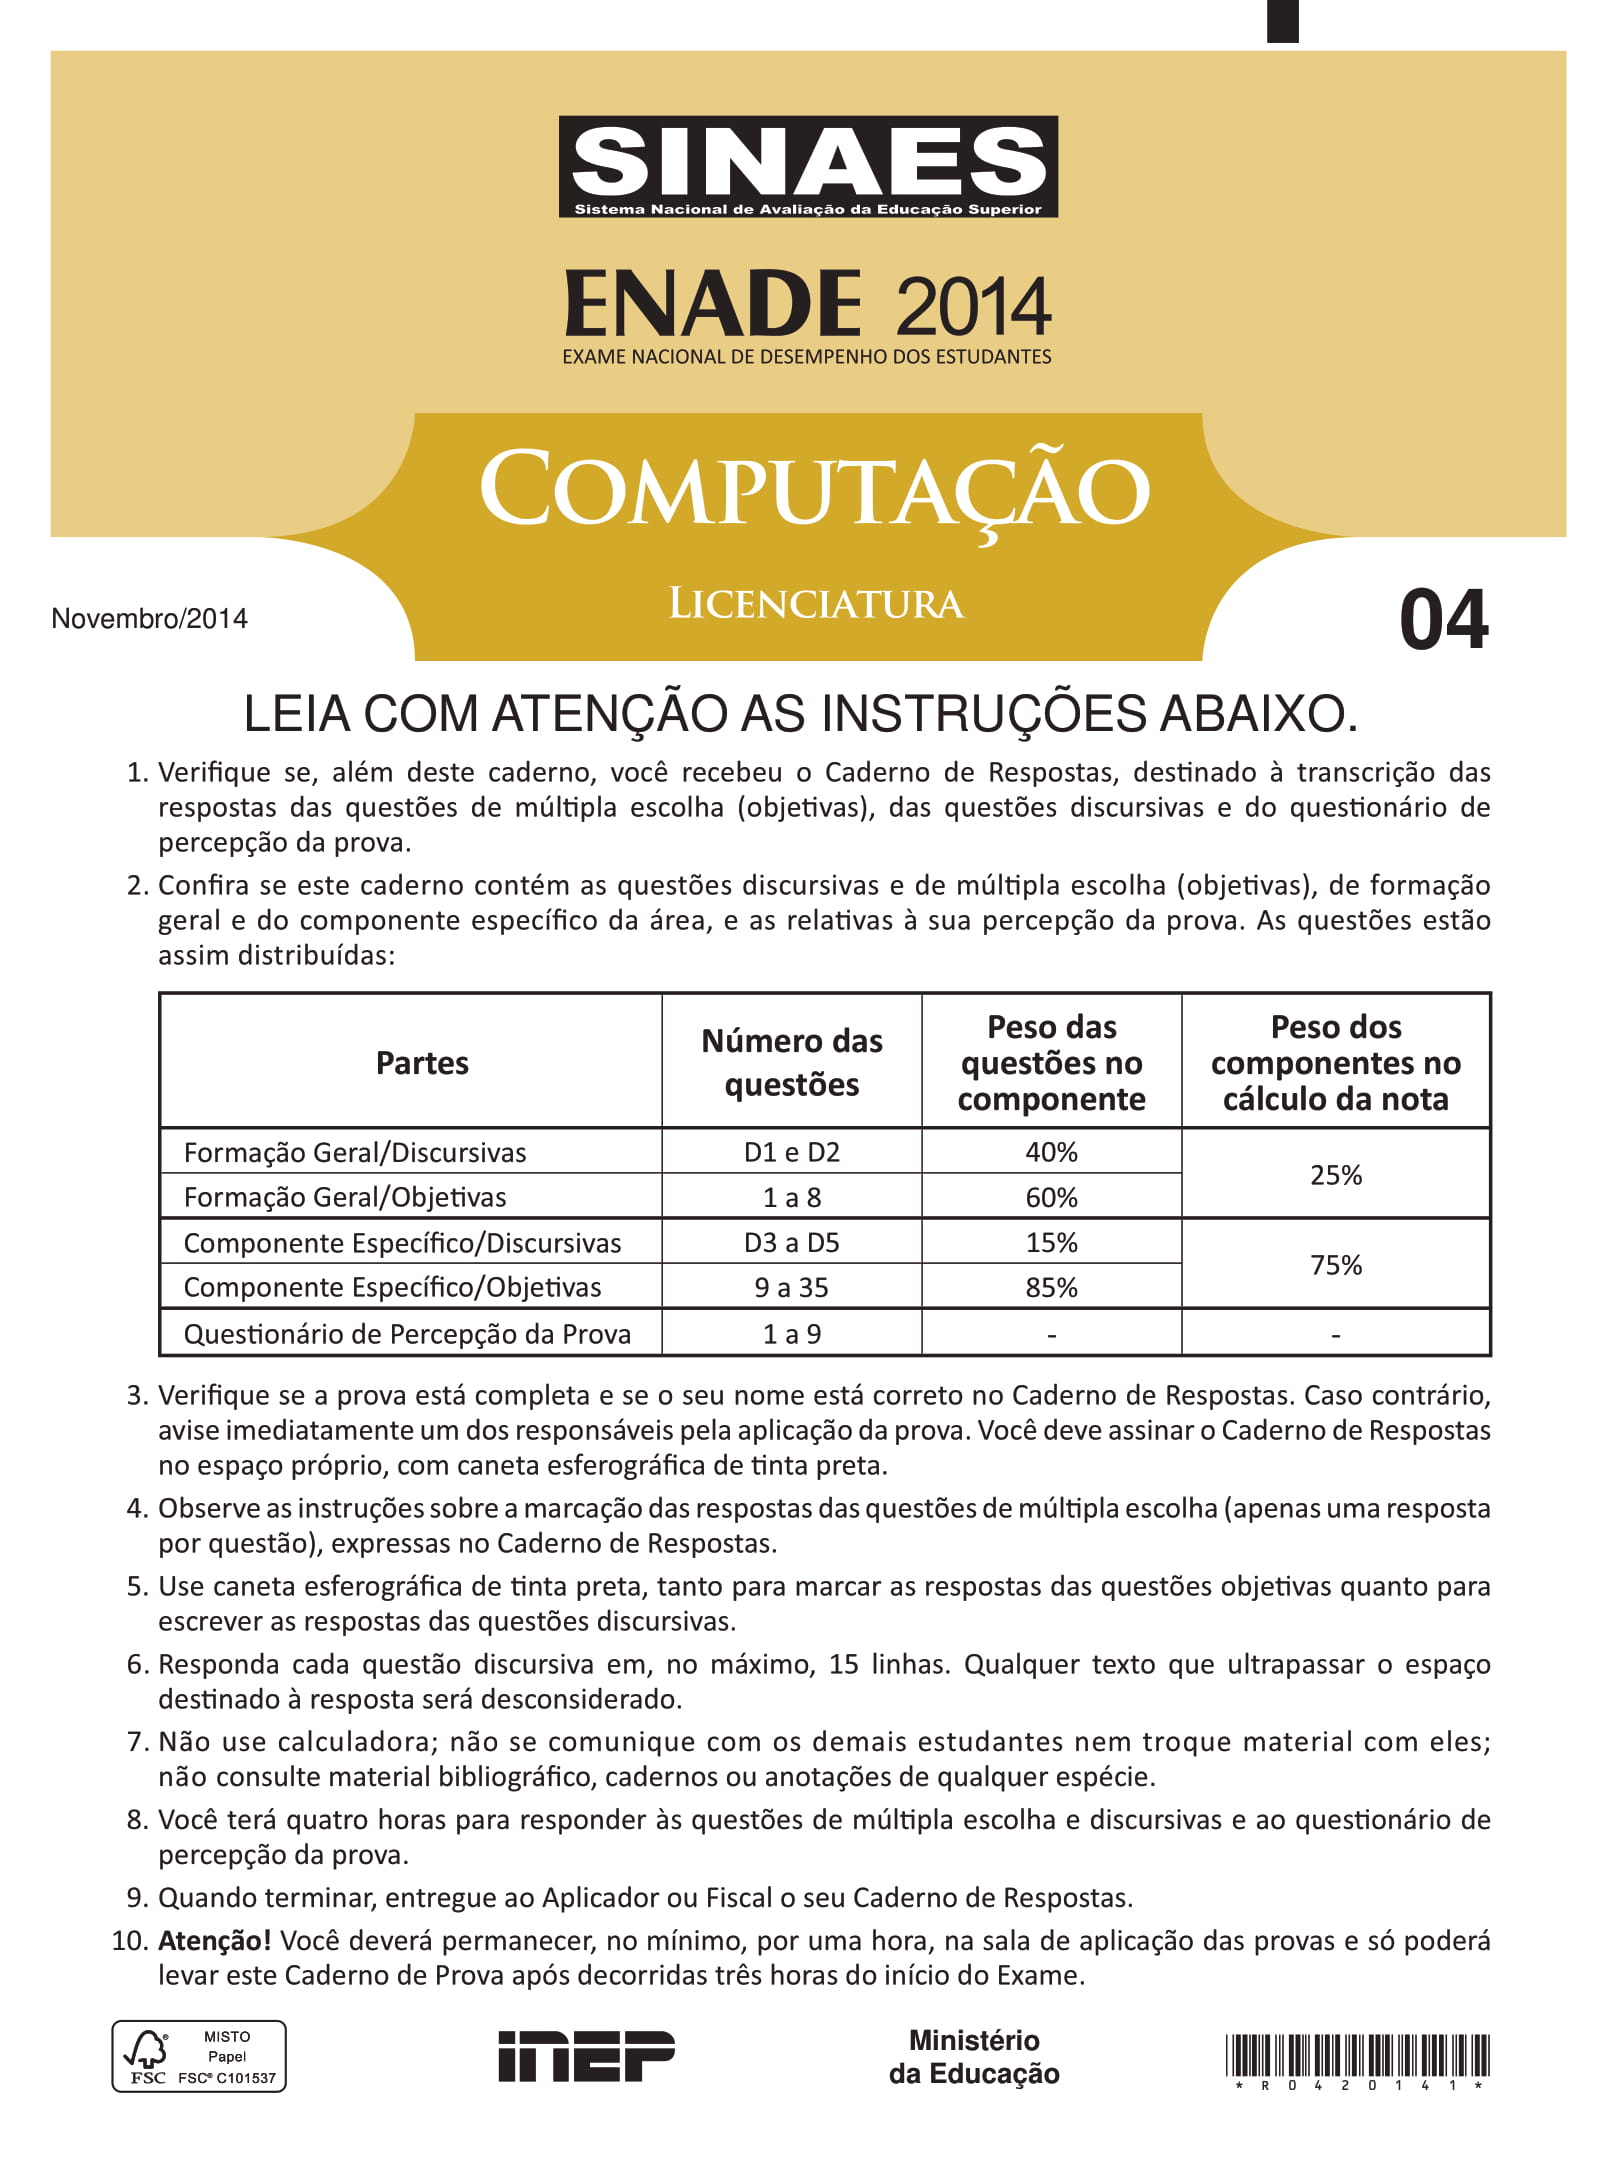 SINAES
Sistema Nacional de Avaliação da Educação Superior
ENADE 2014
EXAME NACIONAL DE DESEMPENHO DOS ESTUDANTES
COMPUTAÇÃO
LICENCIATURA
Novembro/2014
04
LEIA COM ATENÇÃO AS INSTRUÇÕES ABAIXO.
1. Verifique se, além deste caderno, você recebeu o Caderno de Respostas, destinado à transcrição das
respostas das questões de múltipla escolha (objetivas), das questões discursivas e do questionário de
percepção da prova.
2. Confira se este caderno contém as questões discursivas e de múltipla escolha (objetivas), de formação
geral e do componente específico da área, e as relativas à sua percepção da prova. As questões estão
assim distribuídas:
Partes
Número das
questões
Peso das
questões no
componente
Peso dos
componentes no
cálculo da nota
Formação Geral/Discursivas D1 e D2 40%
25%
Formação Geral/Objetivas 1 a 8 60%
Componente Específico/Discursivas D3 a D5 15%
75%
Componente Específico/Objetivas 9 a 35 85%
Questionário de Percepção da Prova 1 a 9 - -
3. Verifique se a prova está completa e se o seu nome está correto no Caderno de Respostas. Caso contrário,
avise imediatamente um dos responsáveis pela aplicação da prova. Você deve assinar o Caderno de Respostas
no espaço próprio, com caneta esferográfica de tinta preta.
4. Observe as instruções sobre a marcação das respostas das questões de múltipla escolha (apenas uma resposta
por questão), expressas no Caderno de Respostas.
5. Use caneta esferográfica de tinta preta, tanto para marcar as respostas das questões objetivas quanto para
escrever as respostas das questões discursivas.
6. Responda cada questão discursiva em, no máximo, 15 linhas. Qualquer texto que ultrapassar o espaço
destinado à resposta será desconsiderado.
7. Não use calculadora; não se comunique com os demais estudantes nem troque material com eles;
não consulte material bibliográfico, cadernos ou anotações de qualquer espécie.
8. Você terá quatro horas para responder às questões de múltipla escolha e discursivas e ao questionário de
percepção da prova.
9. Quando terminar, entregue ao Aplicador ou Fiscal o seu Caderno de Respostas.
10. Atenção! Você deverá permanecer, no mínimo, por uma hora, na sala de aplicação das provas e só poderá
levar este Caderno de Prova após decorridas três horas do início do Exame.
FSC
MISTO
Papel
FSC® C101537
INEP
Ministério
da Educação
* R 0 4 2 0 1 4 1 *